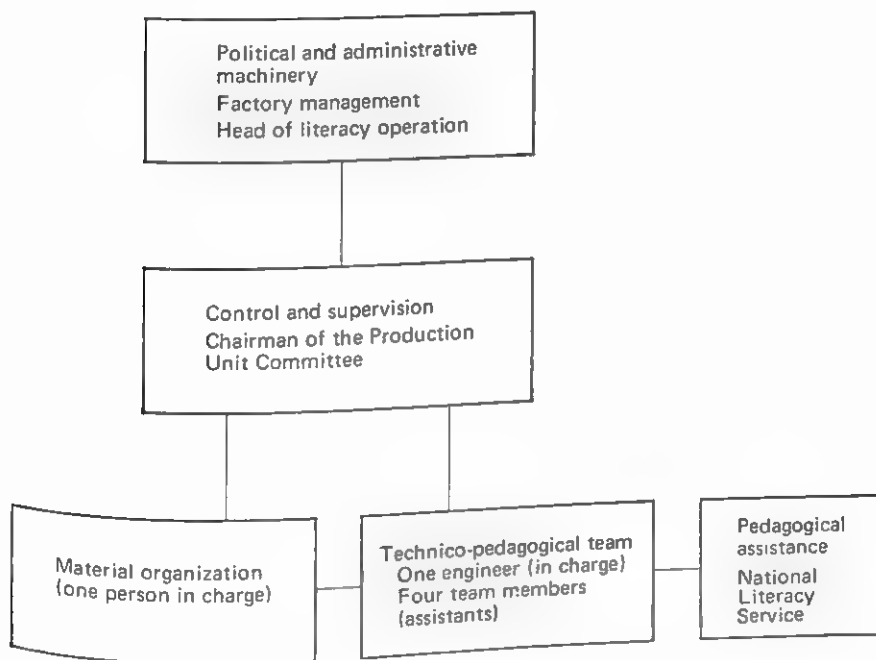 Political and administrative
machinery
Factory management
Head of literacy operation
Control and supervision
Chairman of the Production
Unit Committee
Material organization
(one person in charge)
Technico-pedagogical team
One engineer (in charge)
Four team members
(assistants)
Pedagogical
assistance
National
Literacy
Service